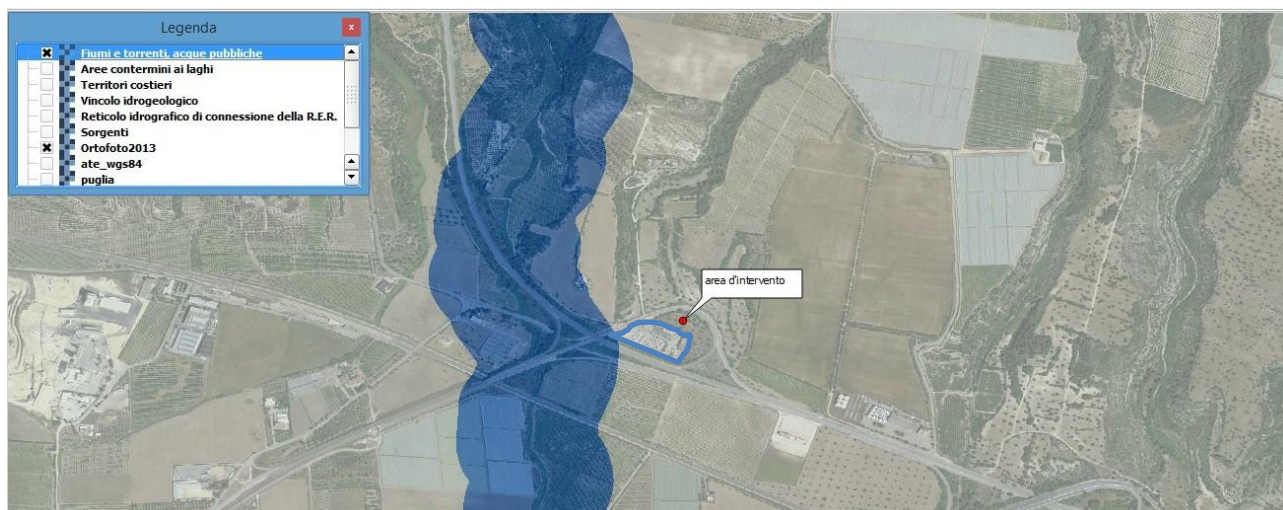 Legenda
x
Fiumi e torrenti, acque pubbliche
Aree contermini ai laghi
Territori costieri
Vincolo idrogeologico
Reticolo idrografico di connessione della R.E.R.
Sorgenti
Ortofoto2013
ate_wgs84
puglia
area d'intervento